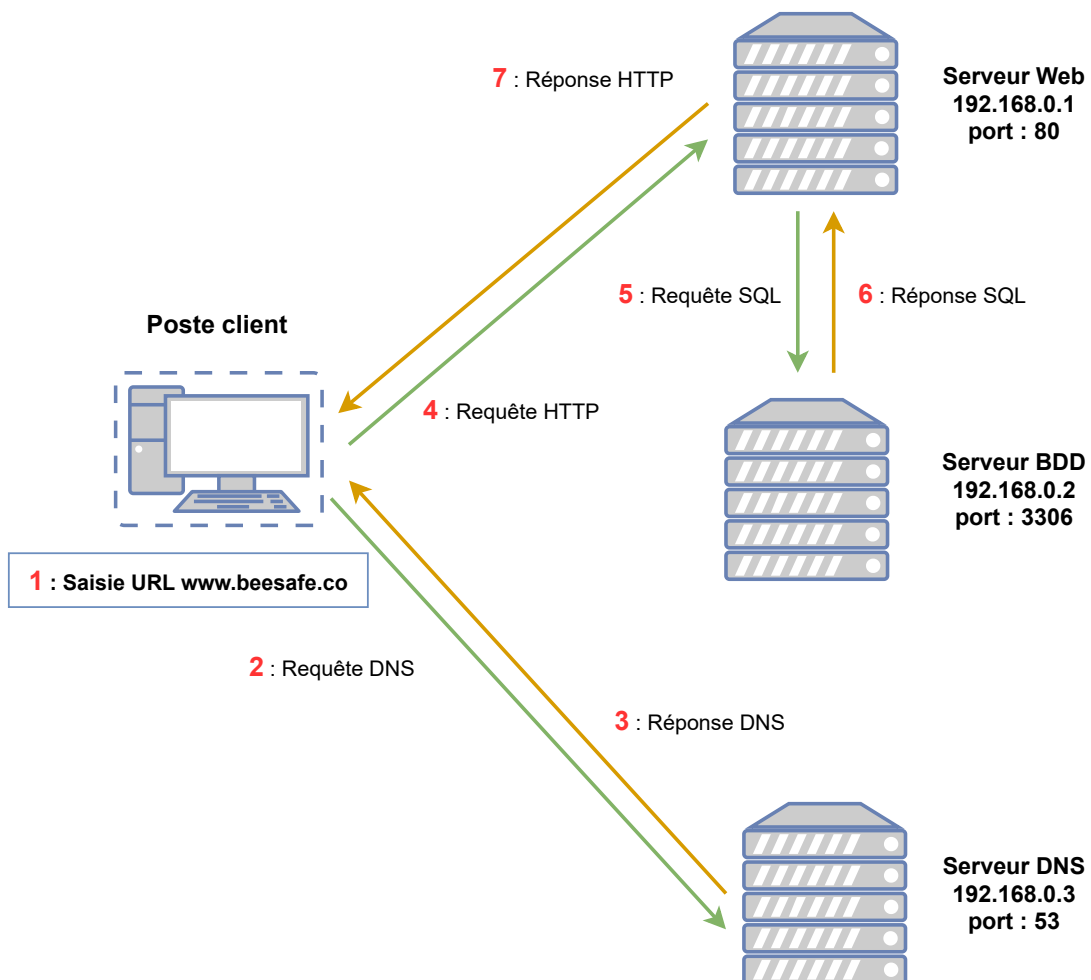 7 : Réponse HTTP
Serveur Web
192.168.0.1
port : 80
5 : Requête SQL
6 : Réponse SQL
Poste client
4 : Requête HTTP
Serveur BDD
192.168.0.2
port : 3306
1 : Saisie URL www.beesafe.co
2 : Requête DNS
3 : Réponse DNS
Serveur DNS
192.168.0.3
port : 53